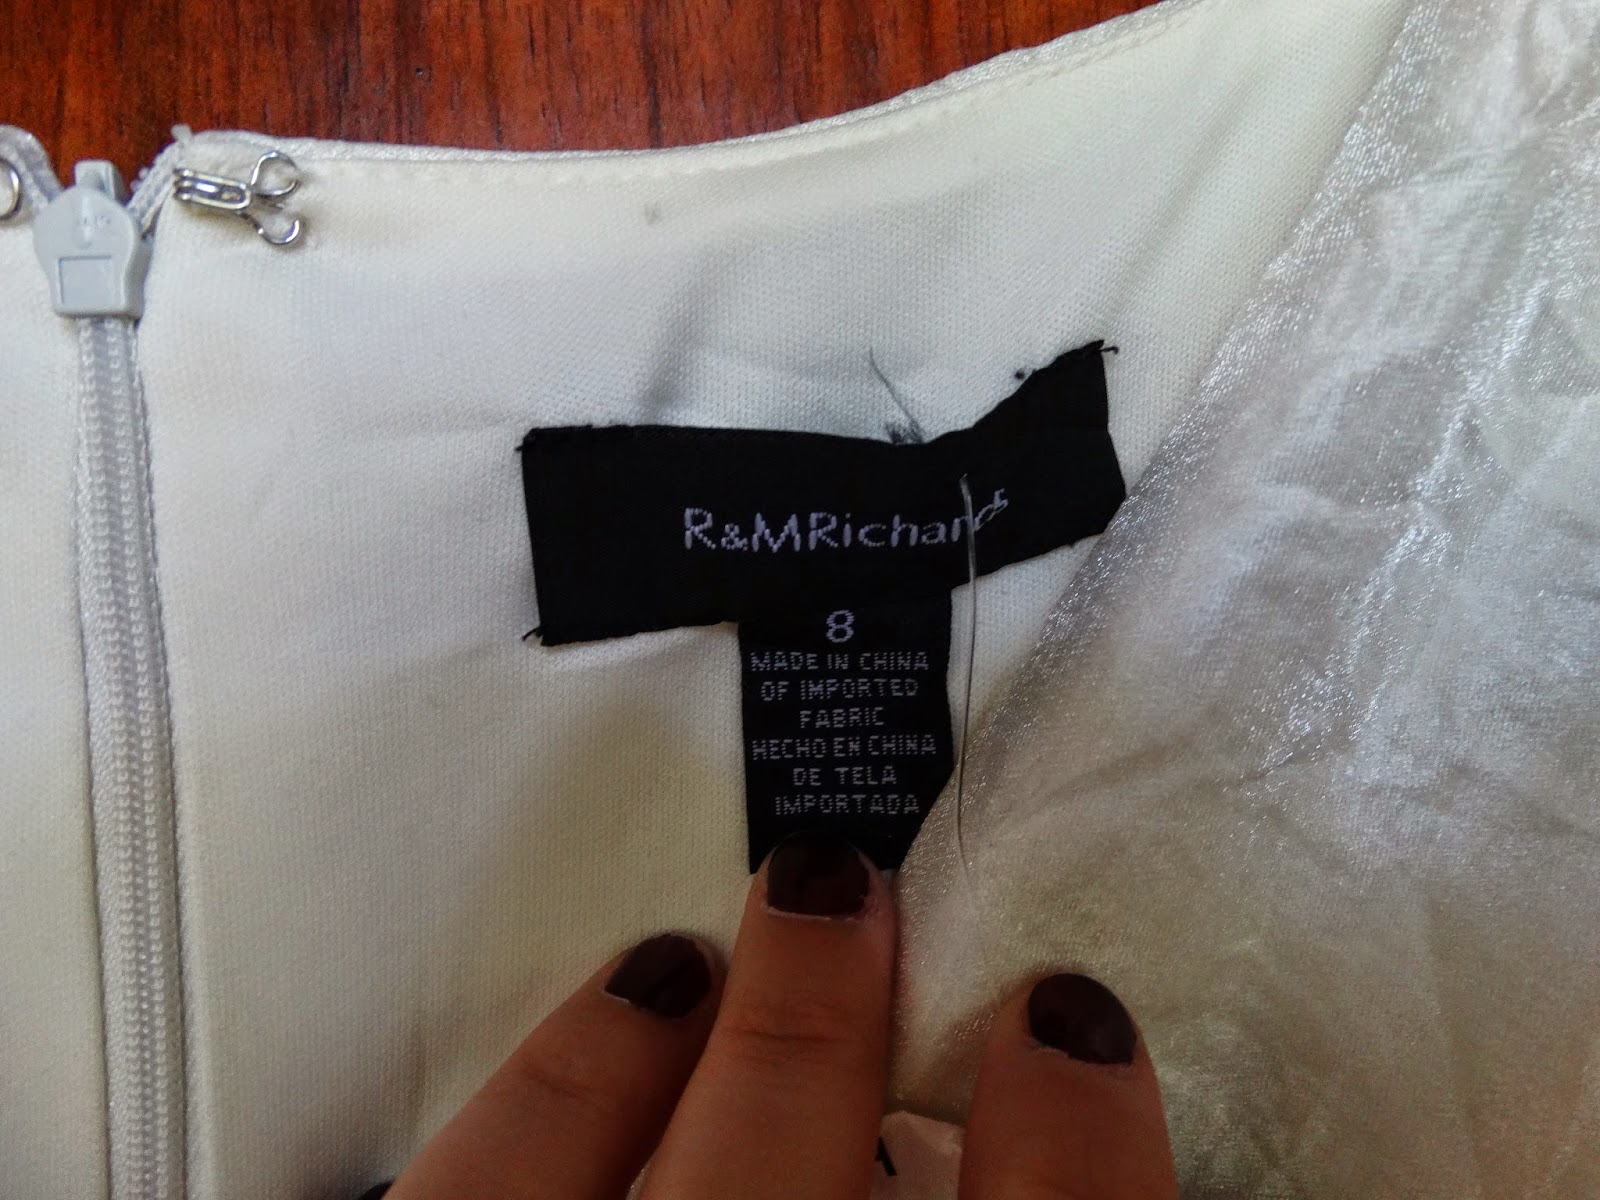 R&MRichards
8
MADE IN CHINA
OF IMPORTED
FABRIC
HECHO EN CHINA
DE TELA
IMPORTADA
A